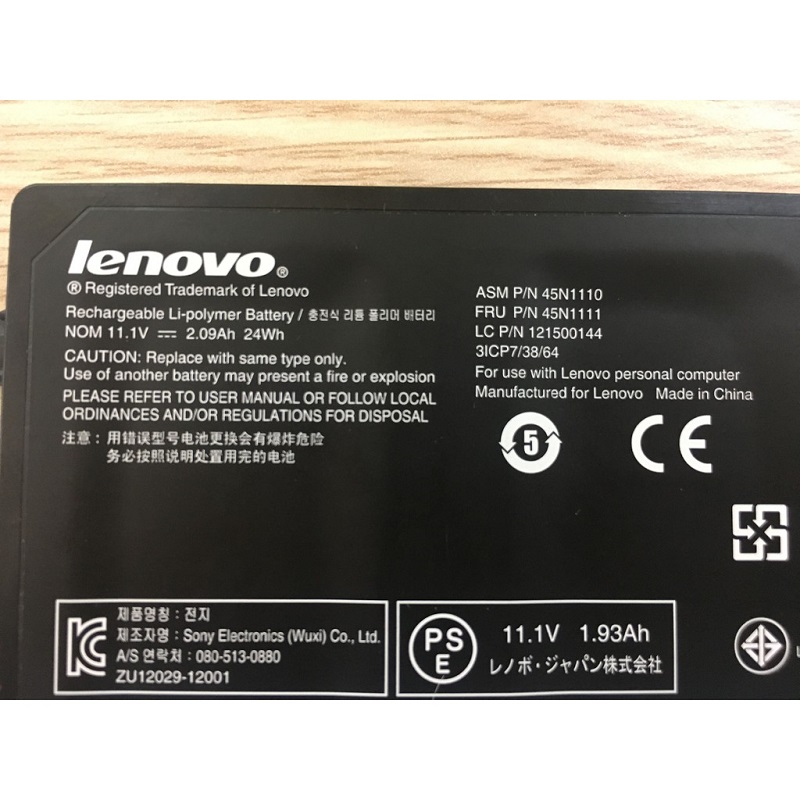 lenovo®
® Registered Trademark of Lenovo
Rechargeable Li-polymer Battery / 충전식 리튬 폴리머 배터리
NOM 11.1V ⎓ 2.09Ah 24Wh
CAUTION: Replace with same type only.
Use of another battery may present a fire or explosion
PLEASE REFER TO USER MANUAL OR FOLLOW LOCAL
ORDINANCES AND/OR REGULATIONS FOR DISPOSAL
注意：用错误型号电池更换会有爆炸危险
务必按照说明处置用完的电池
ASM P/N 45N1110
FRU P/N 45N1111
LC P/N 121500144
3ICP7/38/64
For use with Lenovo personal computer
Manufactured for Lenovo Made in China
5
CE
KC
제품명칭 : 전지
제조자명 : Sony Electronics (Wuxi) Co., Ltd.
A/S 연락처 : 080-513-0880
ZU12029-12001
PS
E
11.1V 1.93Ah
レノボ・ジャパン株式会社